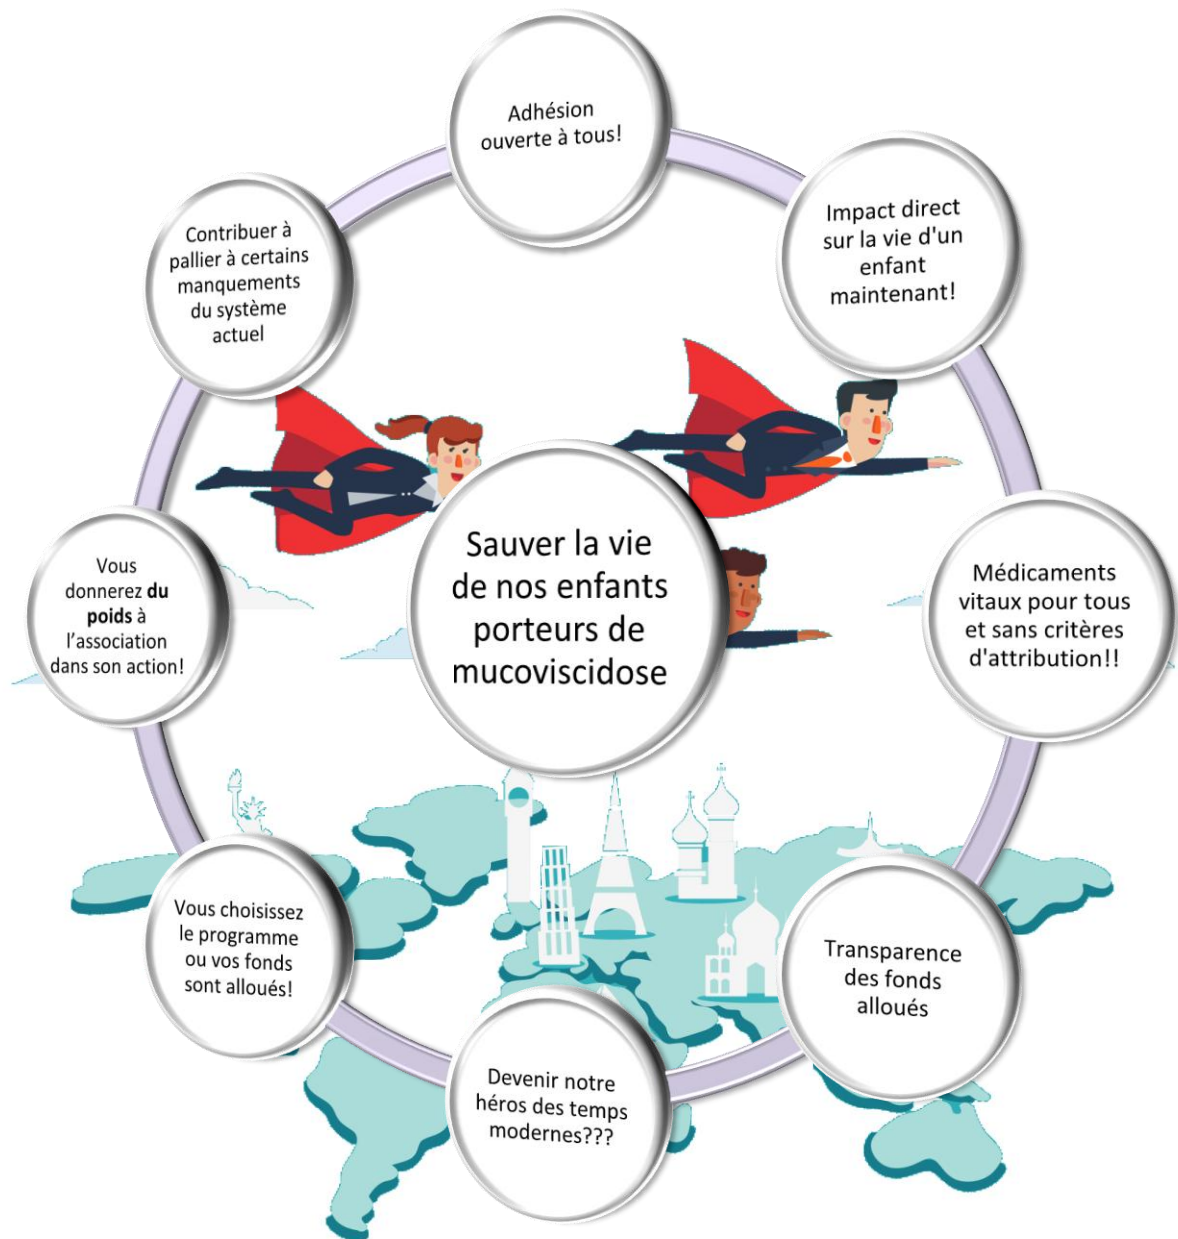 Adhésion
ouverte à tous!
Impact direct
sur la vie d'un
enfant
maintenant!
Médicaments
vitaux pour tous
et sans critères
d'attribution!!
Transparence
des fonds
alloués
Devenir notre
héros des temps
modernes???
Vous choisissez
le programme
ou vos fonds
sont alloués!
Vous
donnerez du
poids à
l’association
dans son action!
Contribuer à
pallier à certains
manquements
du système
actuel
Sauver la vie
de nos enfants
porteurs de
mucoviscidose